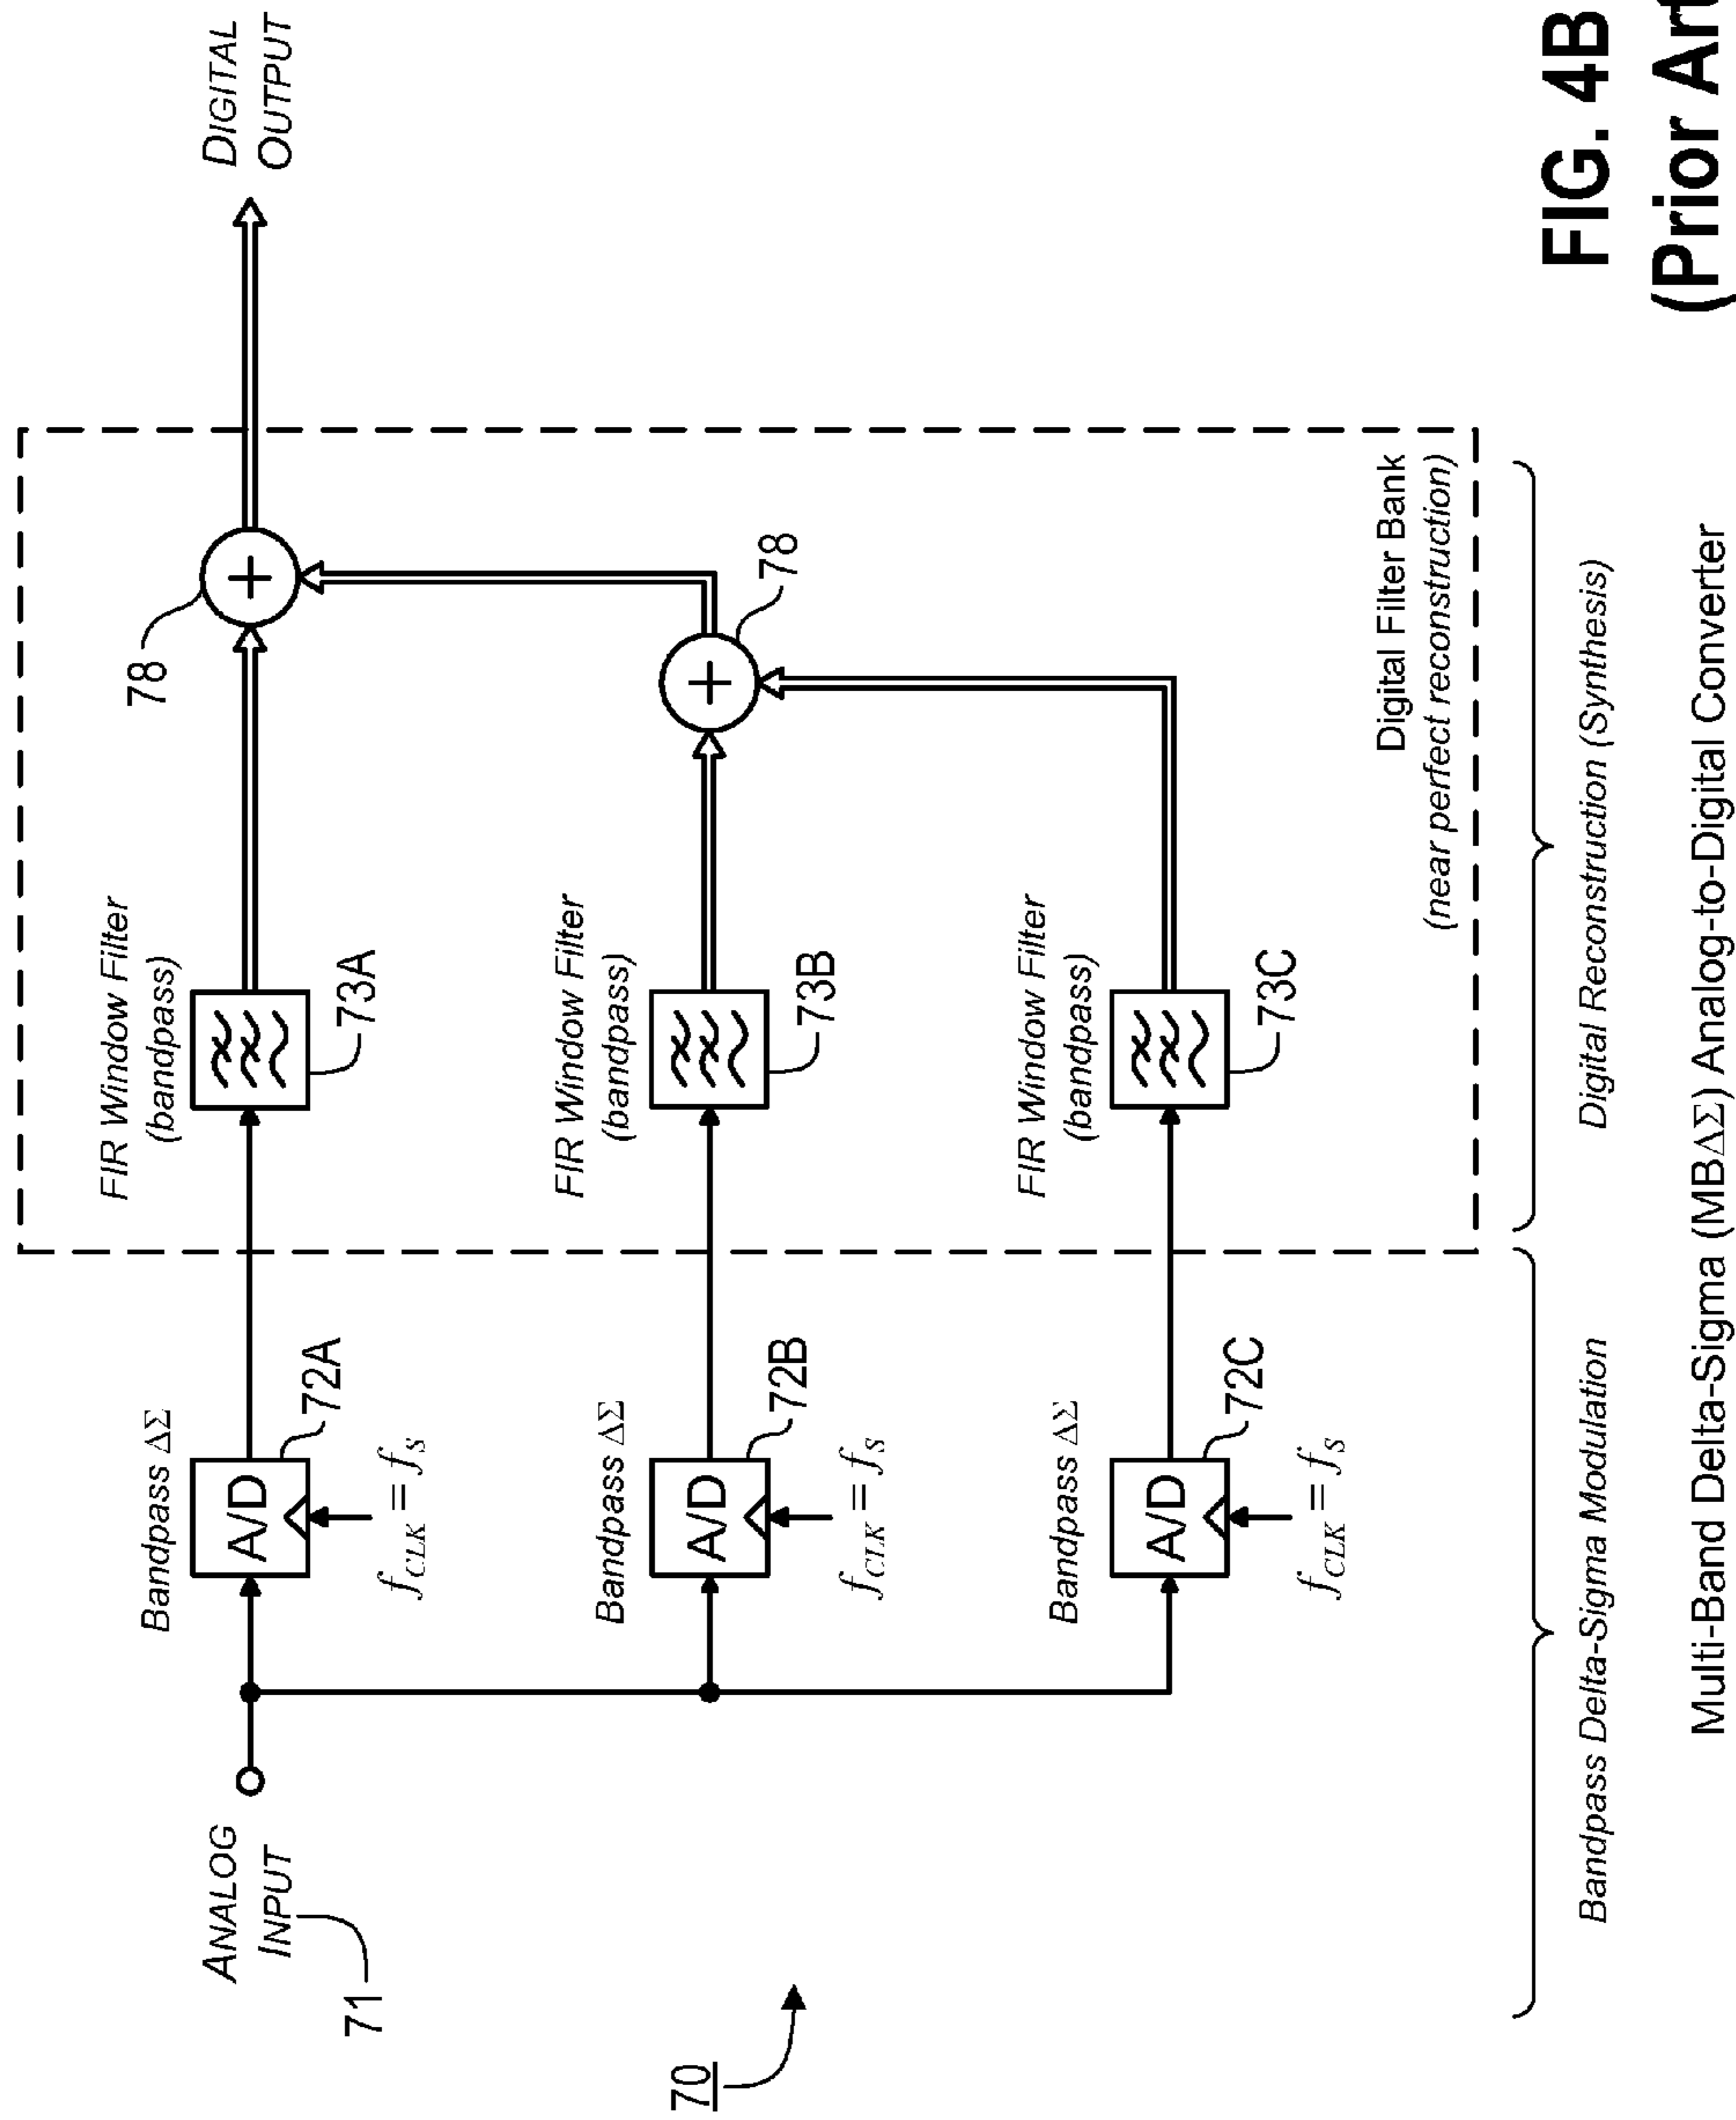 ANALOG
INPUT
71
70
Bandpass ΔΣ
A/D
72A
f_CLK = f_S
FIR Window Filter
(bandpass)
73A
78
DIGITAL
OUTPUT
Bandpass ΔΣ
A/D
72B
f_CLK = f_S
FIR Window Filter
(bandpass)
73B
78
Bandpass ΔΣ
A/D
72C
f_CLK = f_S
FIR Window Filter
(bandpass)
73C
Digital Filter Bank
(near perfect reconstruction)
Bandpass Delta-Sigma Modulation
Digital Reconstruction (Synthesis)
Multi-Band Delta-Sigma (MBΔΣ) Analog-to-Digital Converter
FIG. 4B
(Prior Art